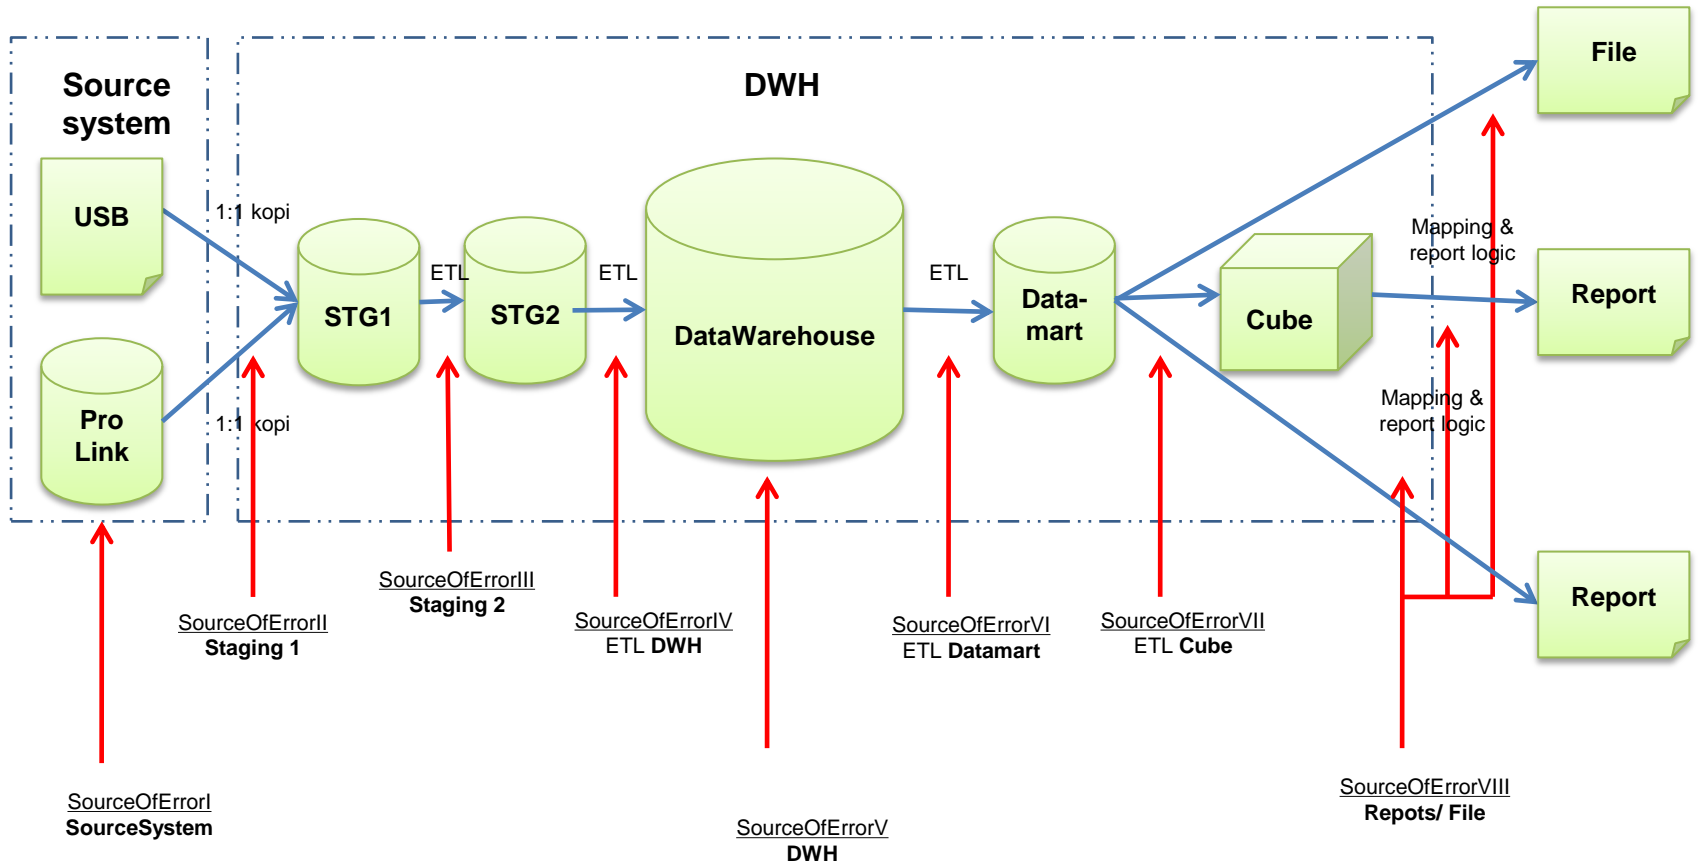 File
Source
system
DWH
USB
1:1 kopi
Mapping &
report logic
ETL
ETL
ETL
STG1
STG2
DataWarehouse
Data-
mart
Cube
Report
Pro
Link
1:1 kopi
Mapping &
report logic
SourceOfErrorIII
Staging 2
Report
SourceOfErrorII
Staging 1
SourceOfErrorIV
ETL DWH
SourceOfErrorVI
ETL Datamart
SourceOfErrorVII
ETL Cube
SourceOfErrorI
SourceSystem
SourceOfErrorV
DWH
SourceOfErrorVIII
Repots/ File